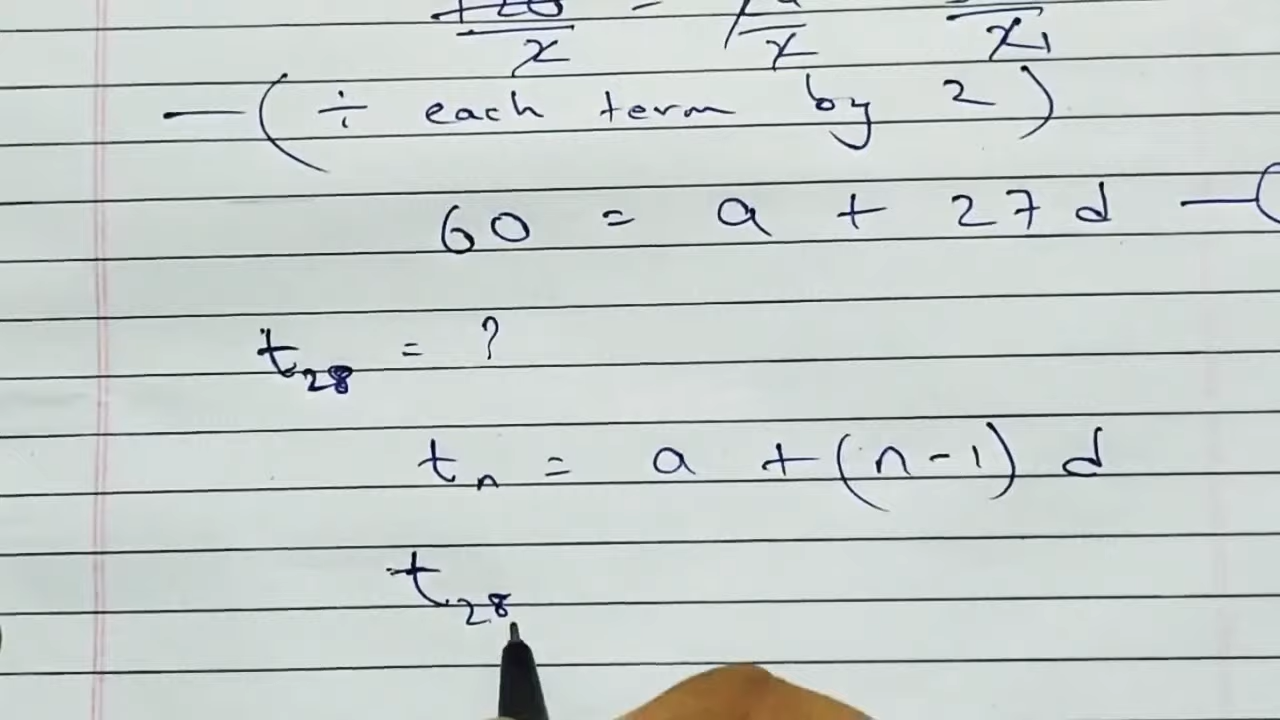 x x x
— ( ÷ each term by 2 )
60 = a + 27 d — (
t₂₈ = ?
tₙ = a + (n - 1) d
t₂₈